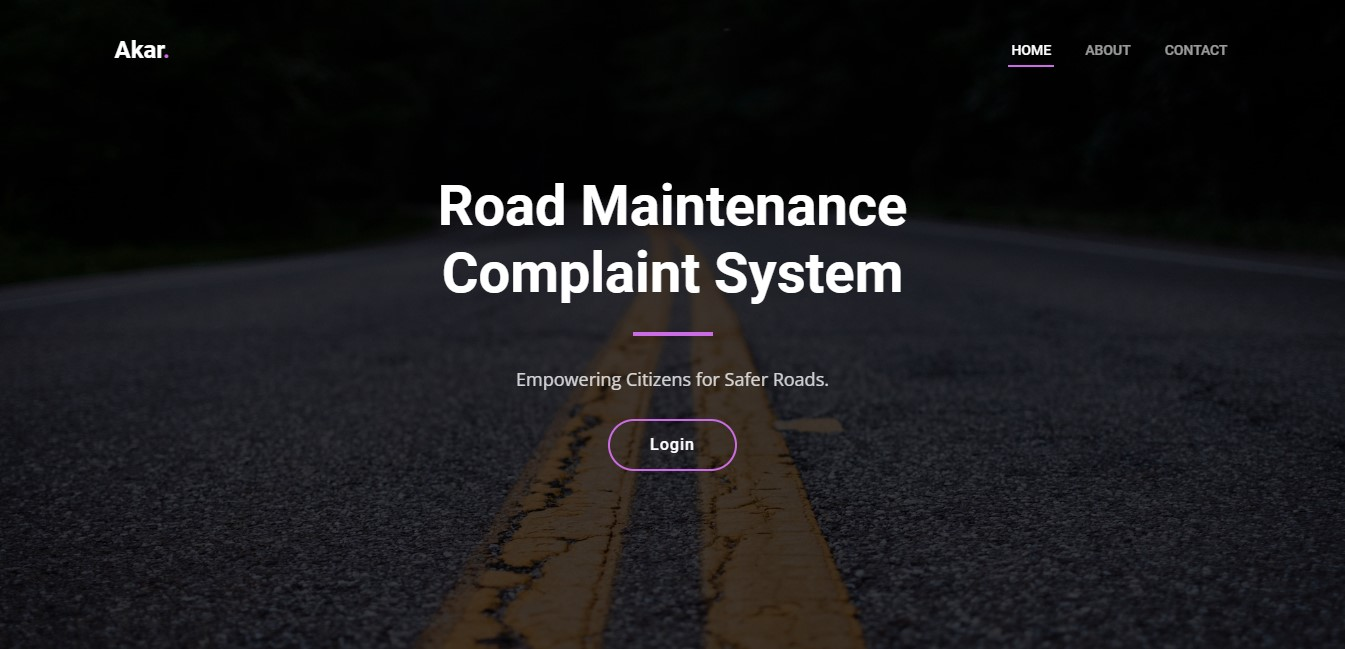 Akar.
HOME ABOUT CONTACT
Road Maintenance
Complaint System
Empowering Citizens for Safer Roads.
Login